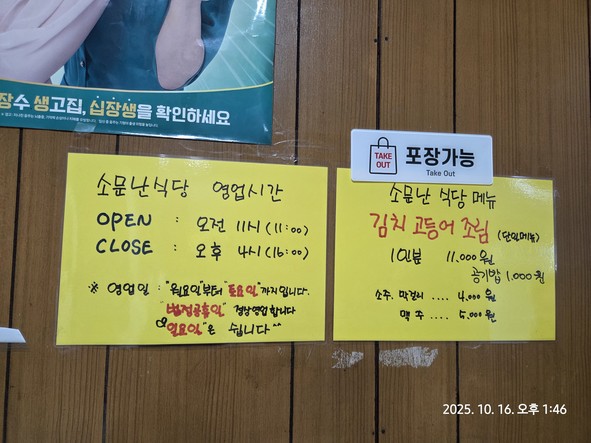 장수 생고집, 십장생을 확인하세요
TAKE
OUT
포장가능
Take Out
소문난식당 영업시간
OPEN : 오전 11시 (11:00)
CLOSE : 오후 4시 (16:00)
※ 영업일 : "월요일"부터 "토요일"까지입니다.
"법정공휴일" 정상영업합니다
"일요일"은 쉽니다^^
소문난 식당 메뉴
김치 고등어 조림 (단일메뉴)
1인분 11.000원
공기밥 1.000원
소주. 막걸리 .... 4.000원
맥주 .... 5.000원
2025. 10. 16. 오후 1:46